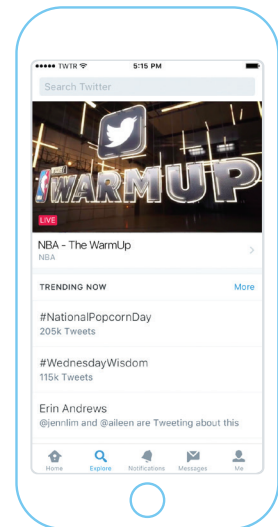 TWTR
5:15 PM
Search Twitter
NBA
WARMUP
LIVE
NBA - The WarmUp
NBA
TRENDING NOW
More
#NationalPopcornDay
205k Tweets
#WednesdayWisdom
115k Tweets
Erin Andrews
@jennlim and @aileen are Tweeting about this
Home
Explore
Notifications
Messages
Me